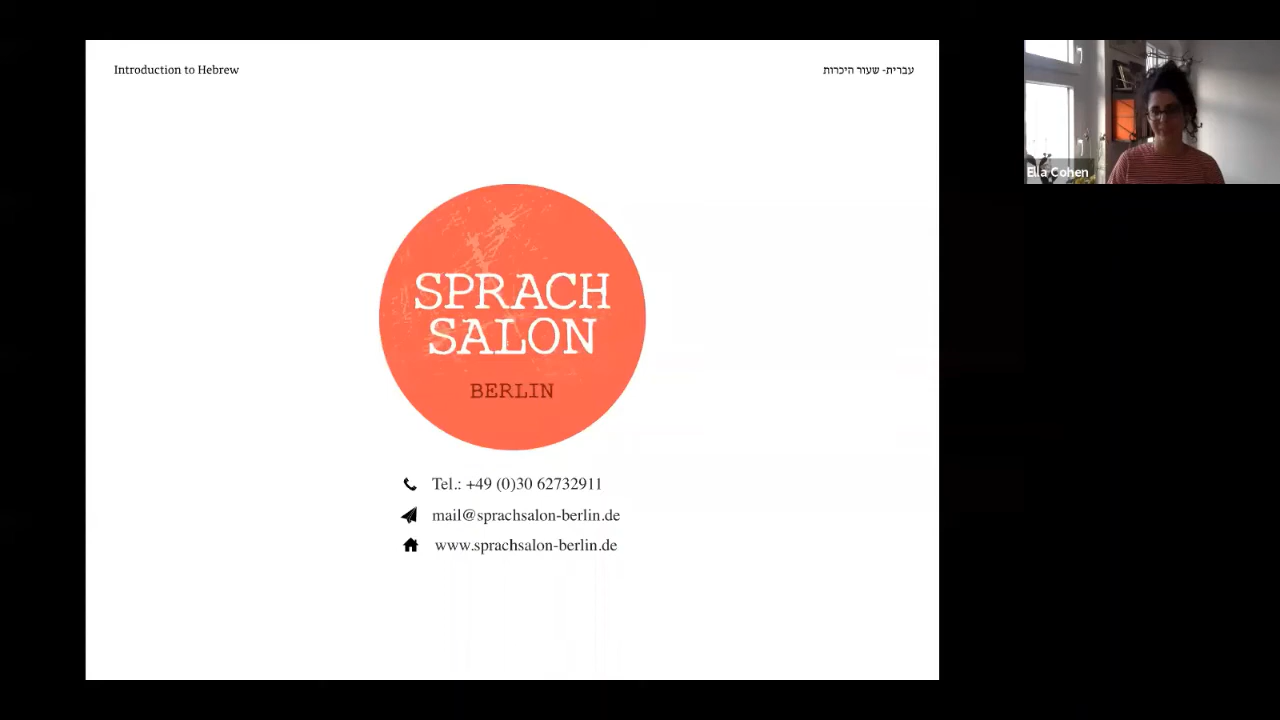 Introduction to Hebrew
עברית- שעור היכרות
Ella Cohen
SPRACH
SALON
BERLIN
Tel.: +49 (0)30 62732911
mail@sprachsalon-berlin.de
www.sprachsalon-berlin.de